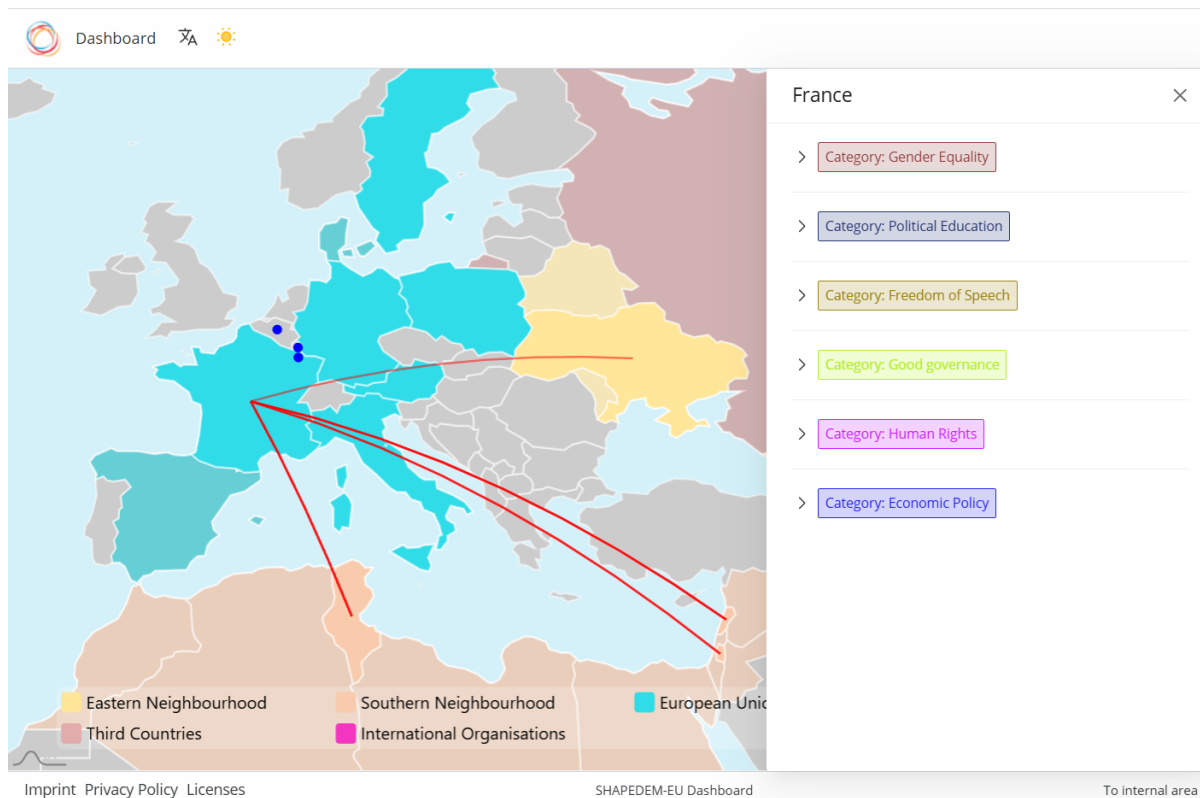 Dashboard
France
Category: Gender Equality
Category: Political Education
Category: Freedom of Speech
Category: Good governance
Category: Human Rights
Category: Economic Policy
Eastern Neighbourhood Southern Neighbourhood European Unio
Third Countries International Organisations
Imprint Privacy Policy Licenses SHAPEDEM-EU Dashboard To internal area